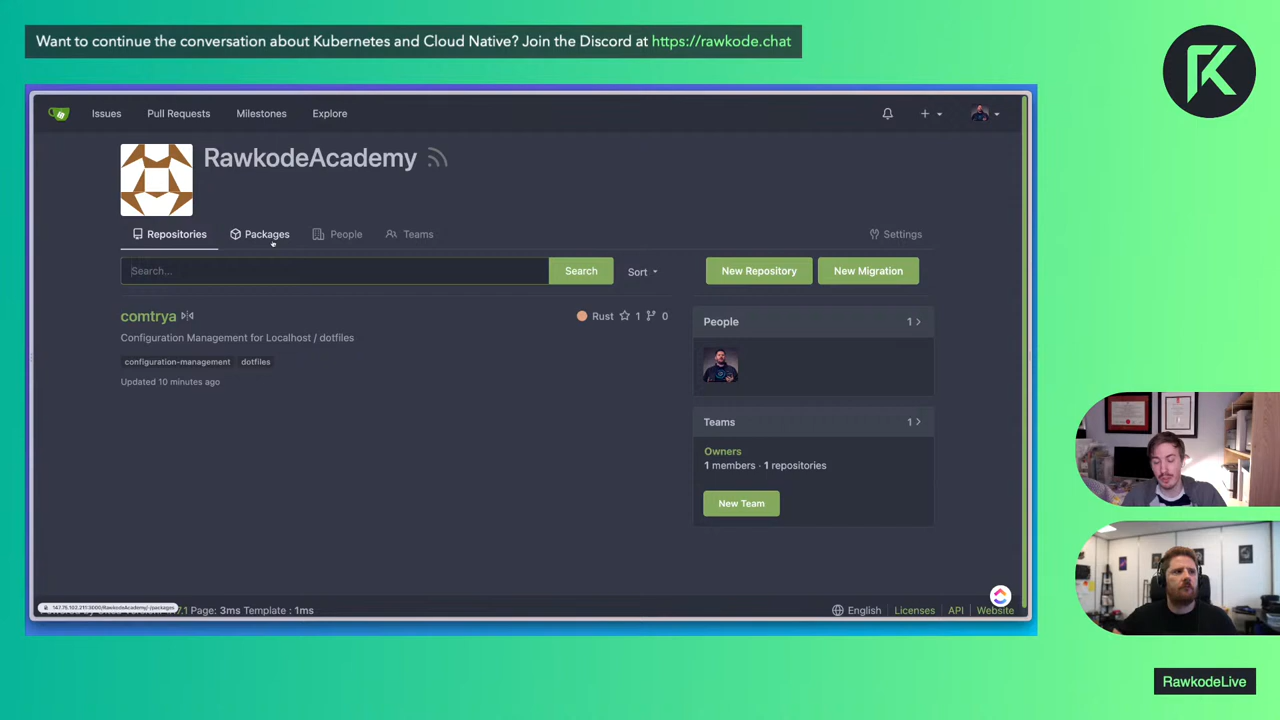 Want to continue the conversation about Kubernetes and Cloud Native? Join the Discord at https://rawkode.chat
Issues
Pull Requests
Milestones
Explore
RawkodeAcademy
Repositories
Packages
People
Teams
Settings
Search...
Search
Sort
New Repository
New Migration
comtrya
Rust
1
0
Configuration Management for Localhost / dotfiles
configuration-management
dotfiles
Updated 10 minutes ago
People
1
Teams
1
Owners
1 members · 1 repositories
New Team
Page: 3ms Template : 1ms
English
Licenses
API
Website
RawkodeLive